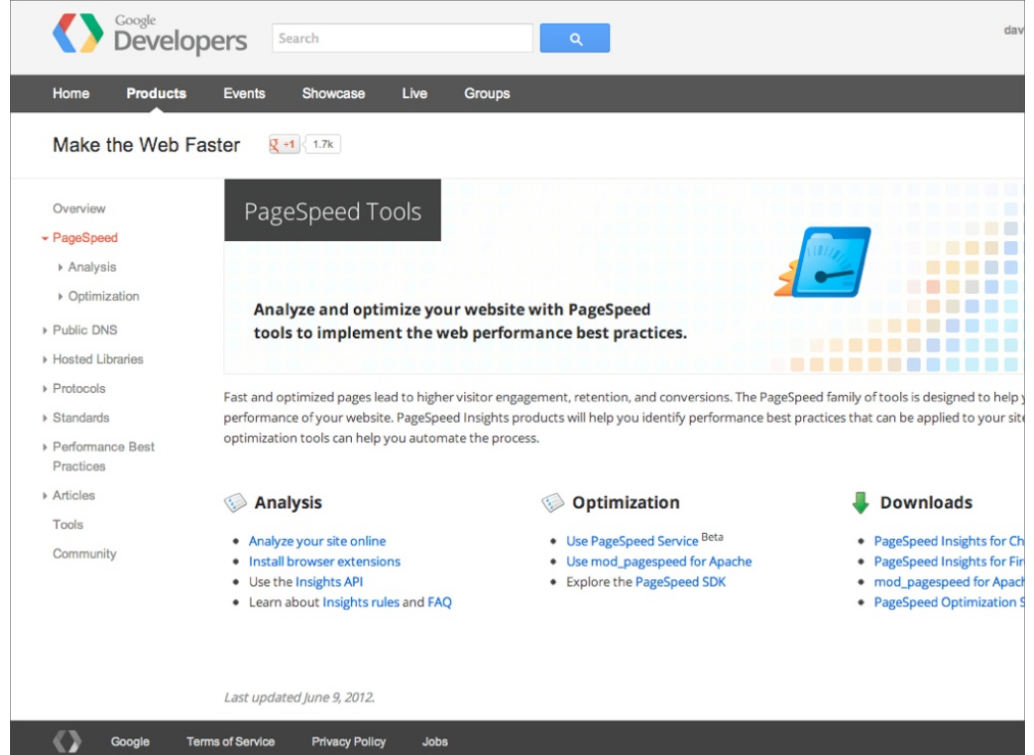 Google
Developers
Search
dav
Home Products Events Showcase Live Groups
Make the Web Faster +1 1.7k
Overview
PageSpeed
Analysis
Optimization
Public DNS
Hosted Libraries
Protocols
Standards
Performance Best
Practices
Articles
Tools
Community
PageSpeed Tools
Analyze and optimize your website with PageSpeed
tools to implement the web performance best practices.
Fast and optimized pages lead to higher visitor engagement, retention, and conversions. The PageSpeed family of tools is designed to help
performance of your website. PageSpeed Insights products will help you identify performance best practices that can be applied to your site
optimization tools can help you automate the process.
Analysis
Analyze your site online
Install browser extensions
Use the Insights API
Learn about Insights rules and FAQ
Optimization
Use PageSpeed Service Beta
Use mod_pagespeed for Apache
Explore the PageSpeed SDK
Downloads
PageSpeed Insights for Ch
PageSpeed Insights for Fir
mod_pagespeed for Apach
PageSpeed Optimization S
Last updated June 9, 2012.
Google Terms of Service Privacy Policy Jobs